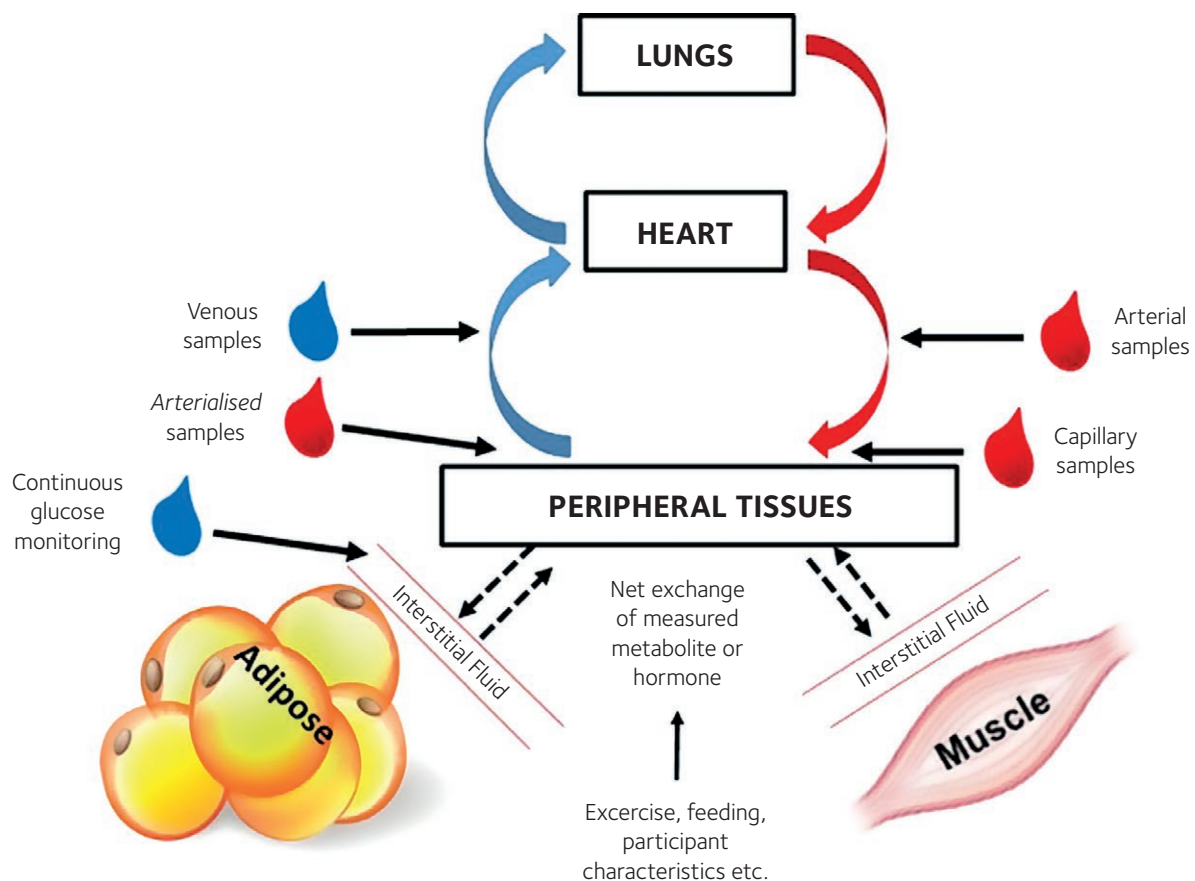 LUNGS
HEART
Venous
samples
Arterial
samples
Arterialised
samples
Capillary
samples
Continuous
glucose
monitoring
PERIPHERAL TISSUES
Interstitial Fluid
Net exchange
of measured
metabolite or
hormone
Interstitial Fluid
Adipose
Muscle
Excercise, feeding,
participant
characteristics etc.